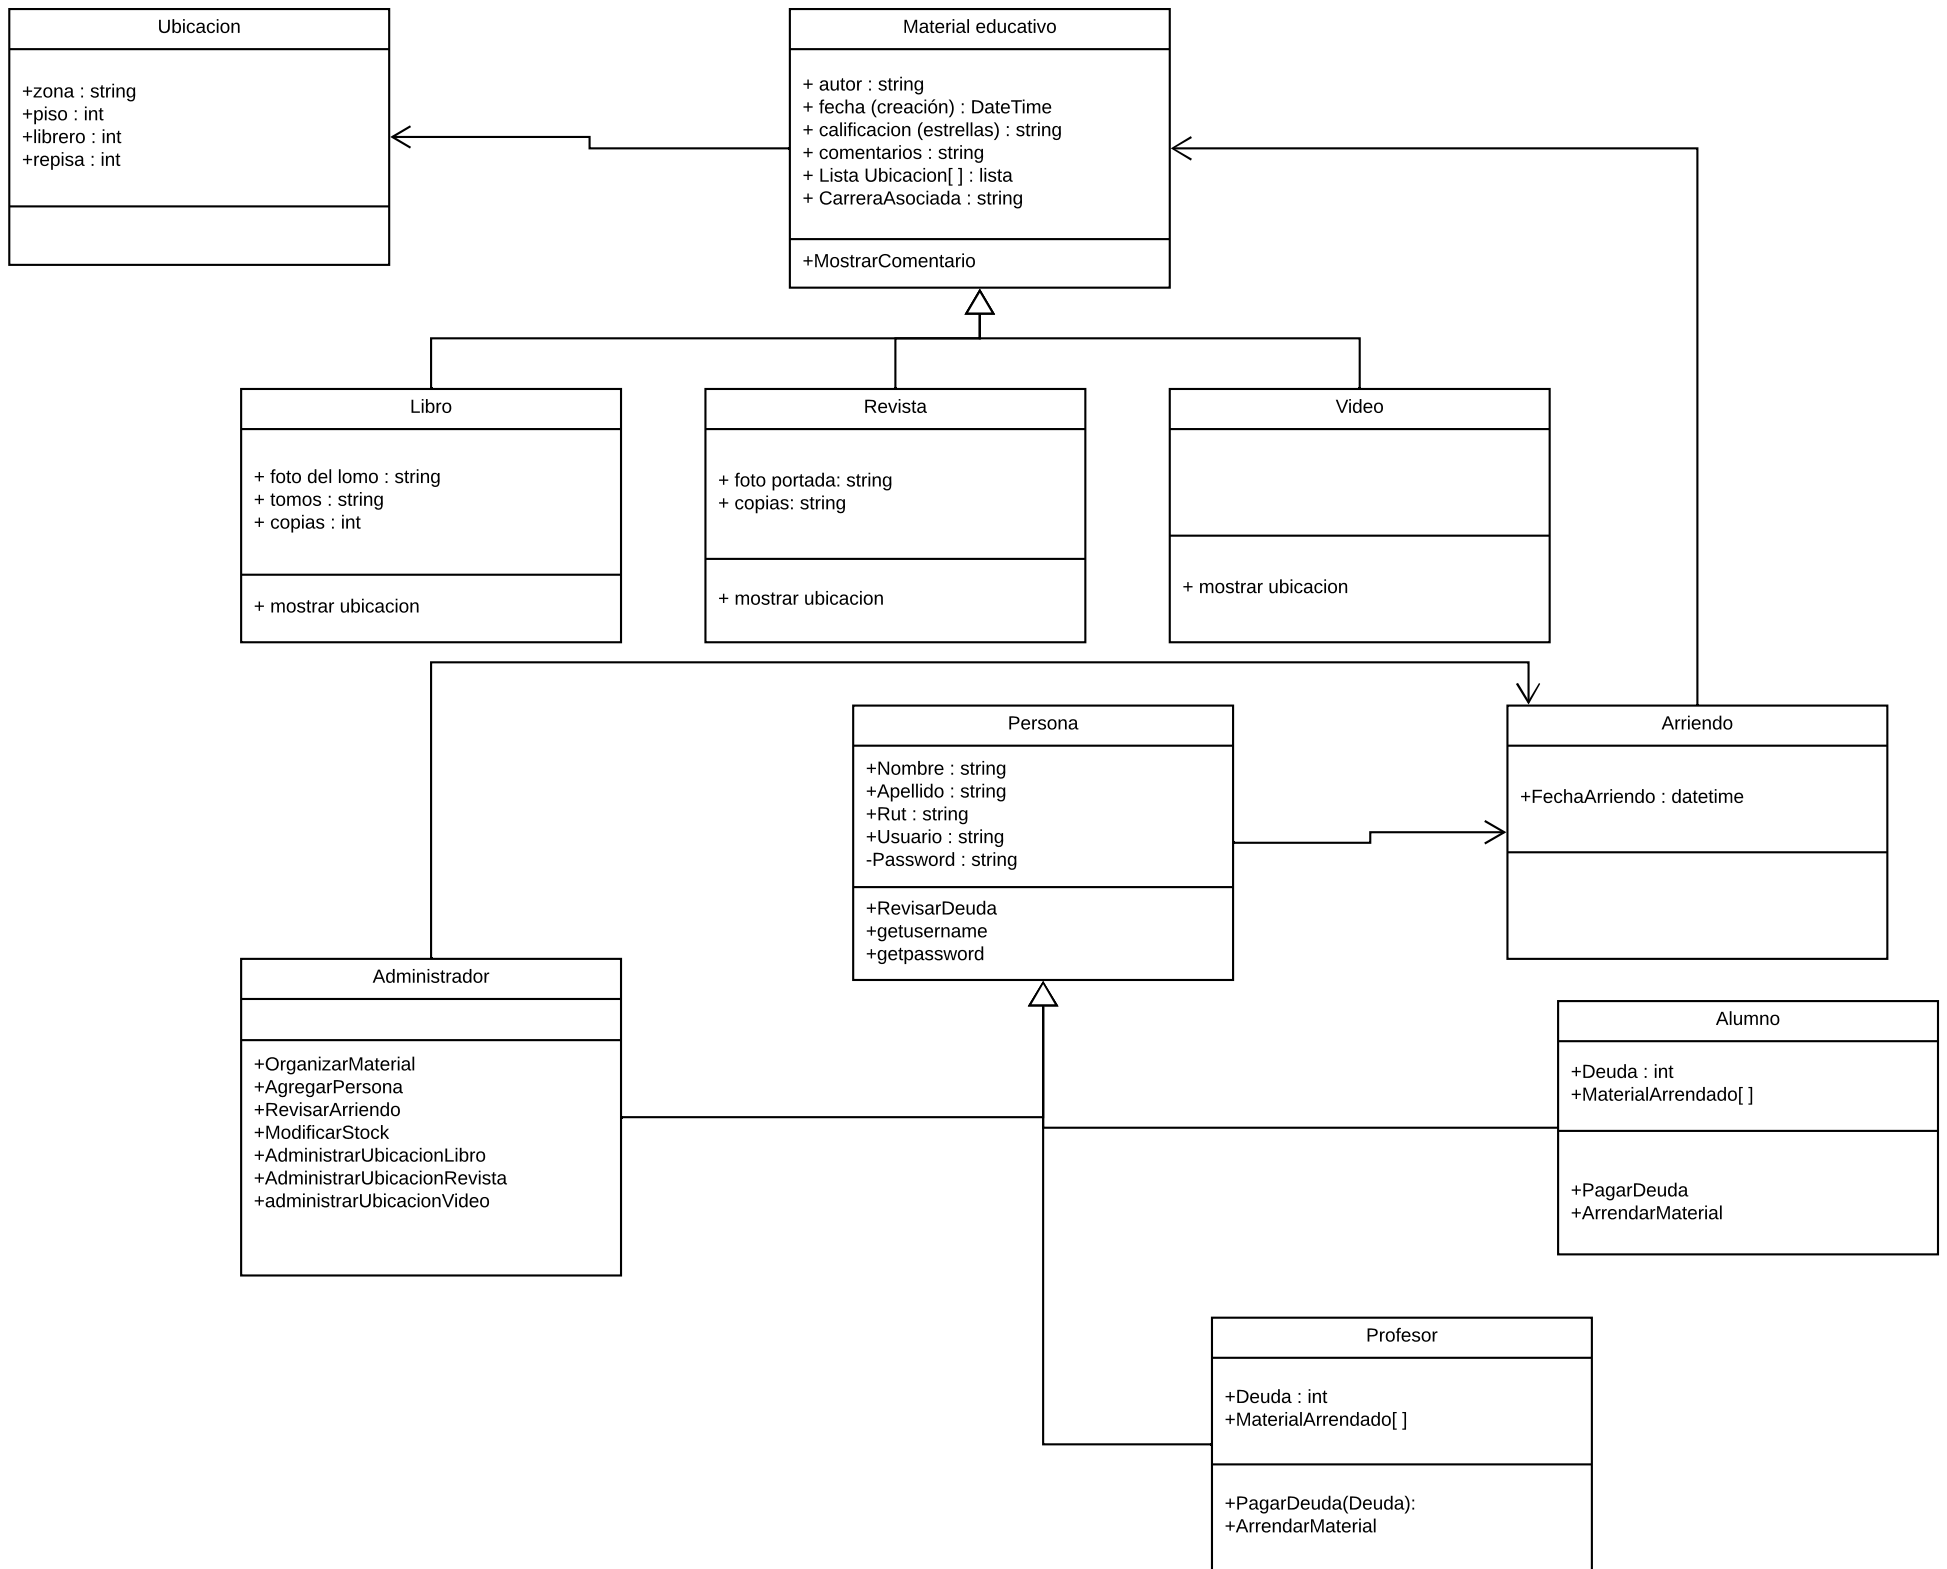 Ubicacion
+zona : string
+piso : int
+librero : int
+repisa : int
Material educativo
+ autor : string
+ fecha (creación) : DateTime
+ calificacion (estrellas) : string
+ comentarios : string
+ Lista Ubicacion[ ] : lista
+ CarreraAsociada : string
+MostrarComentario
Libro
+ foto del lomo : string
+ tomos : string
+ copias : int
+ mostrar ubicacion
Revista
+ foto portada: string
+ copias: string
+ mostrar ubicacion
Video
+ mostrar ubicacion
Persona
+Nombre : string
+Apellido : string
+Rut : string
+Usuario : string
-Password : string
+RevisarDeuda
+getusername
+getpassword
Arriendo
+FechaArriendo : datetime
Administrador
+OrganizarMaterial
+AgregarPersona
+RevisarArriendo
+ModificarStock
+AdministrarUbicacionLibro
+AdministrarUbicacionRevista
+administrarUbicacionVideo
Alumno
+Deuda : int
+MaterialArrendado[ ]
+PagarDeuda
+ArrendarMaterial
Profesor
+Deuda : int
+MaterialArrendado[ ]
+PagarDeuda(Deuda):
+ArrendarMaterial